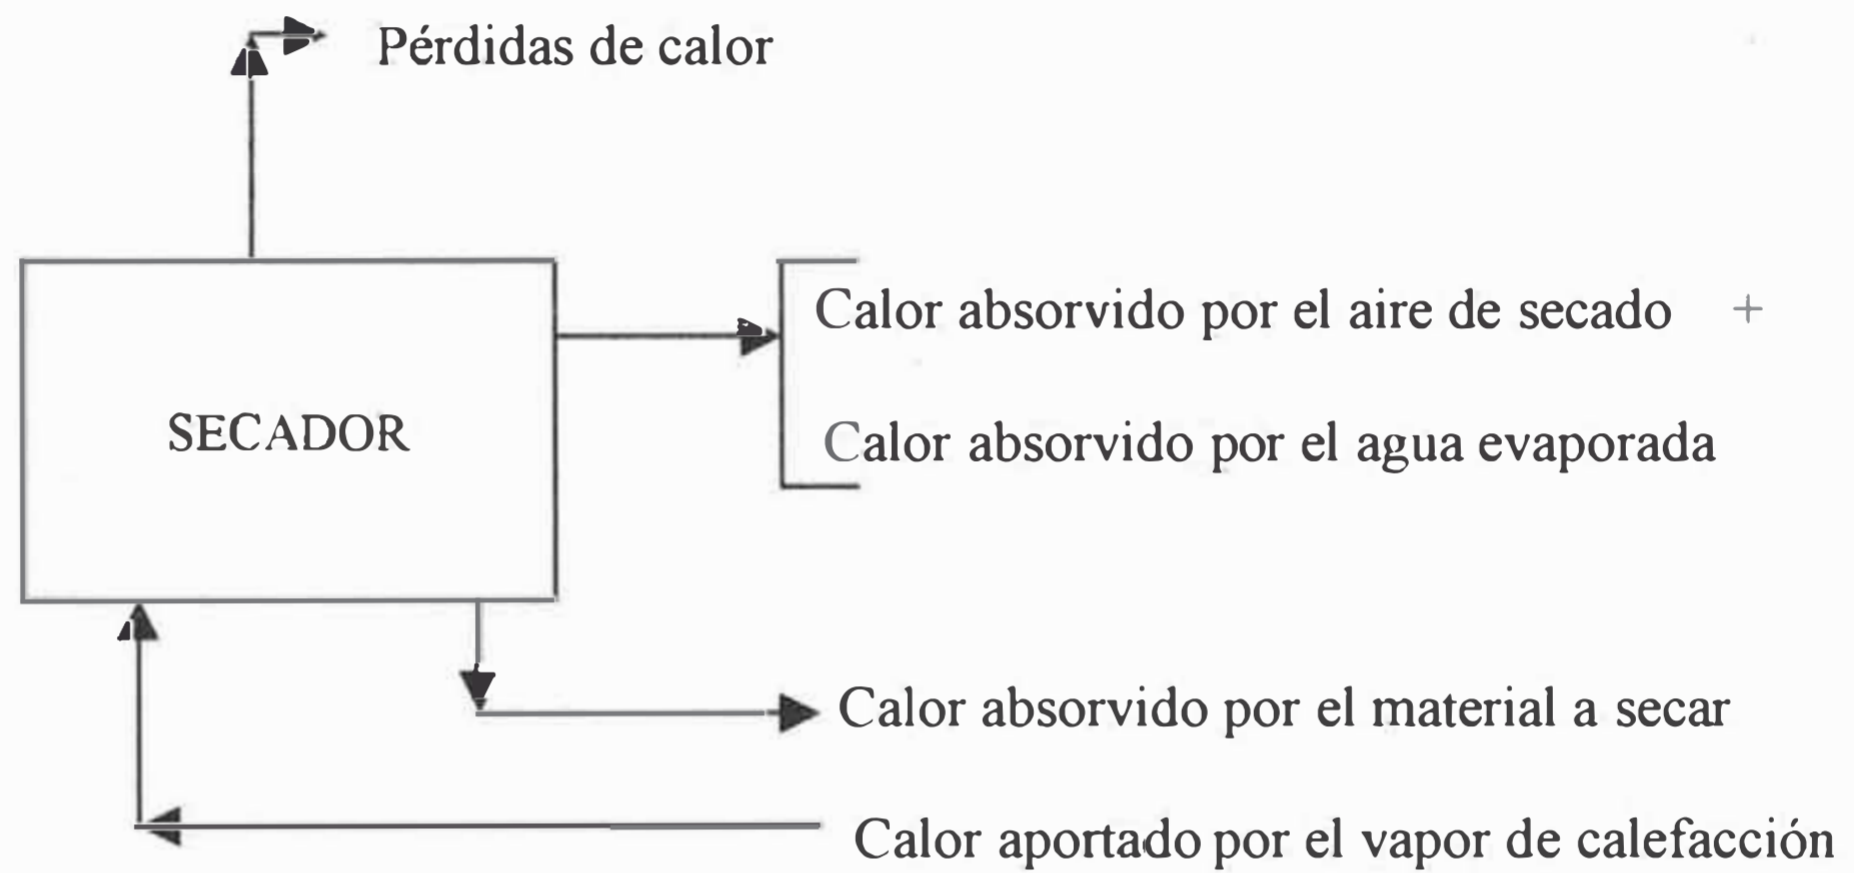 Pérdidas de calor
Calor absorvido por el aire de secado +
SECADOR
Calor absorvido por el agua evaporada
Calor absorvido por el material a secar
Calor aportado por el vapor de calefacción